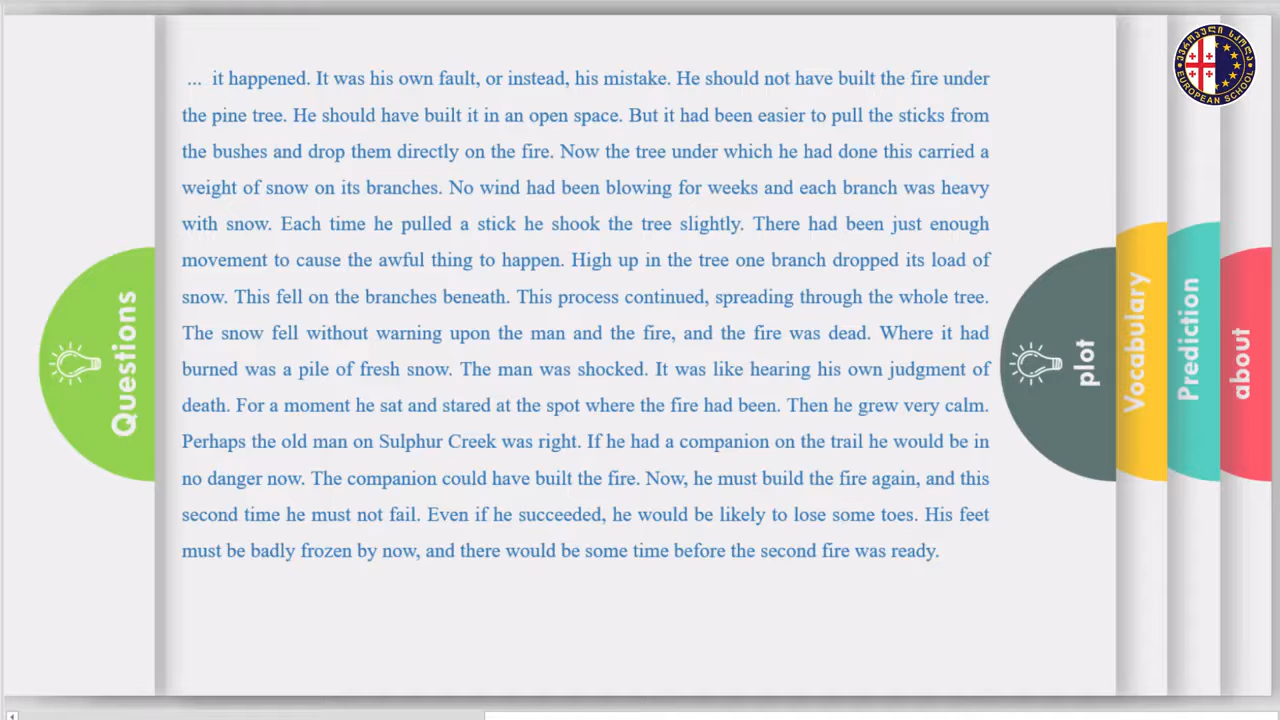 ... it happened. It was his own fault, or instead, his mistake. He should not have built the fire under
the pine tree. He should have built it in an open space. But it had been easier to pull the sticks from
the bushes and drop them directly on the fire. Now the tree under which he had done this carried a
weight of snow on its branches. No wind had been blowing for weeks and each branch was heavy
with snow. Each time he pulled a stick he shook the tree slightly. There had been just enough
movement to cause the awful thing to happen. High up in the tree one branch dropped its load of
snow. This fell on the branches beneath. This process continued, spreading through the whole tree.
The snow fell without warning upon the man and the fire, and the fire was dead. Where it had
burned was a pile of fresh snow. The man was shocked. It was like hearing his own judgment of
death. For a moment he sat and stared at the spot where the fire had been. Then he grew very calm.
Perhaps the old man on Sulphur Creek was right. If he had a companion on the trail he would be in
no danger now. The companion could have built the fire. Now, he must build the fire again, and this
second time he must not fail. Even if he succeeded, he would be likely to lose some toes. His feet
must be badly frozen by now, and there would be some time before the second fire was ready.
Questions
plot
Vocabulary
Prediction
about
ევროპული სკოლა
EUROPEAN SCHOOL